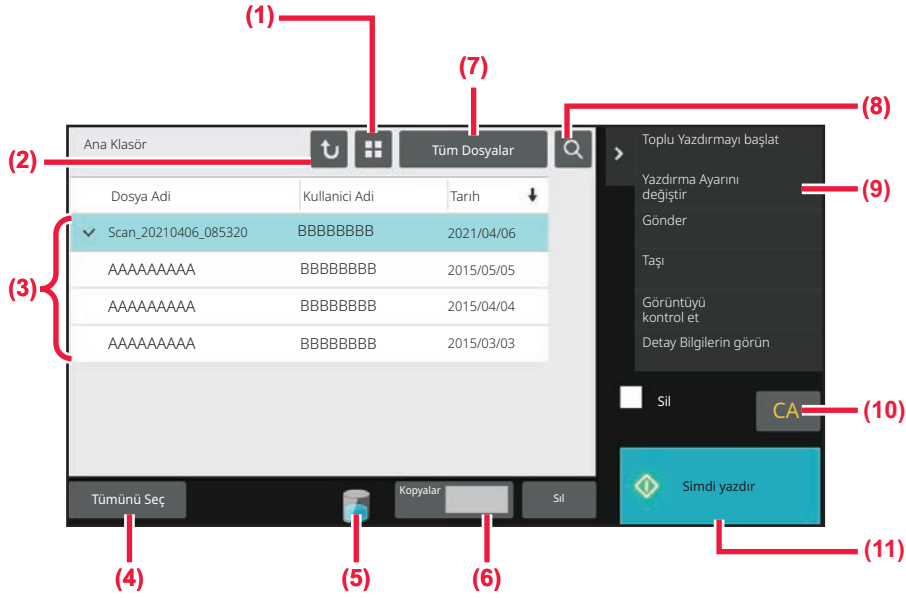 (1)
(7)
(8)
(2)
Ana Klasör
Tüm Dosyalar
Toplu Yazdırmayı başlat
Dosya Adi
Kullanici Adi
Tarıh
Yazdırma Ayarını
değiştir
(9)
(3)
Scan_20210406_085320
BBBBBBBB
2021/04/06
Gönder
AAAAAAAAA
BBBBBBBB
2015/05/05
Taşı
AAAAAAAAA
BBBBBBBB
2015/04/04
Görüntüyü
kontrol et
AAAAAAAAA
BBBBBBBB
2015/03/03
Detay Bilgilerin görün
Sil
CA
(10)
Tümünü Seç
Kopyalar
Sıl
Simdi yazdır
(11)
(4)
(5)
(6)